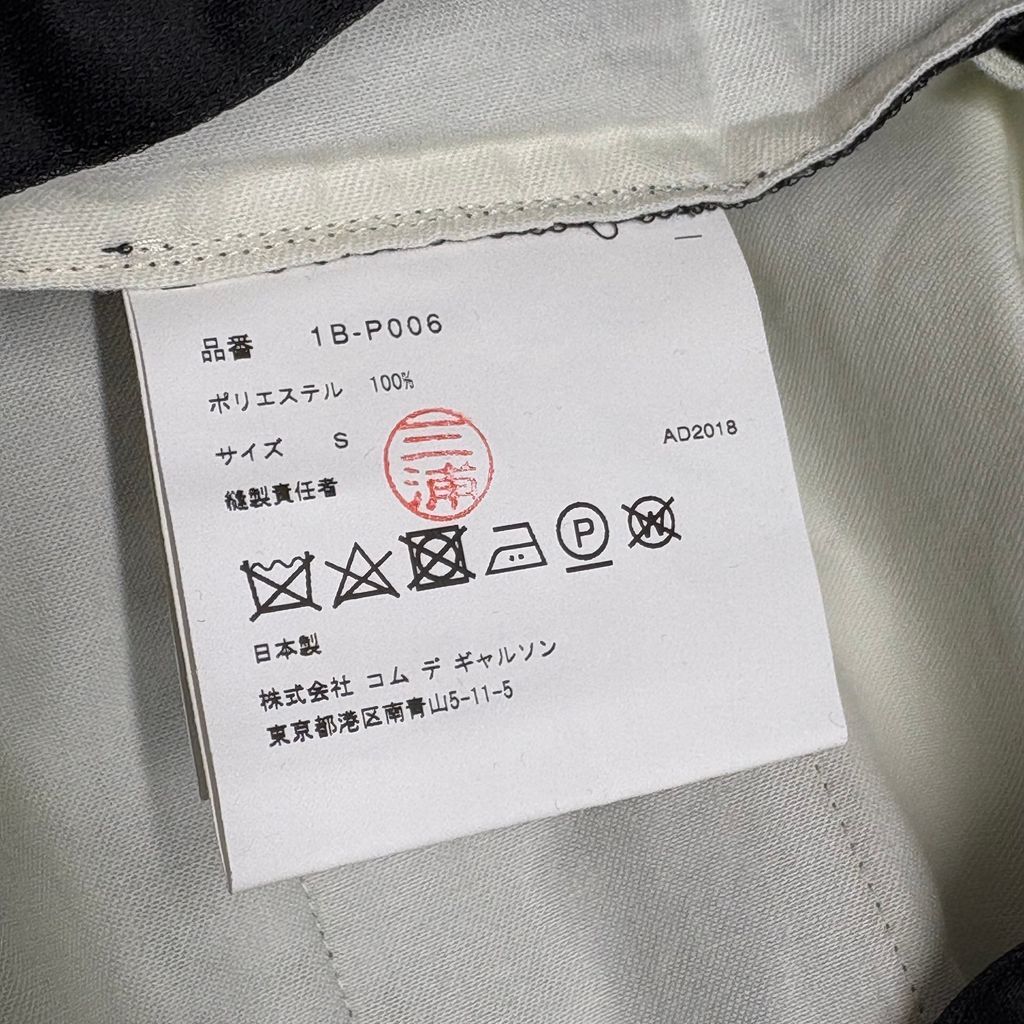 品番 1B-P006
ポリエステル 100%
サイズ S
AD2018
縫製責任者 三浦
P
W
日本製
株式会社 コム デ ギャルソン
東京都港区南青山5-11-5